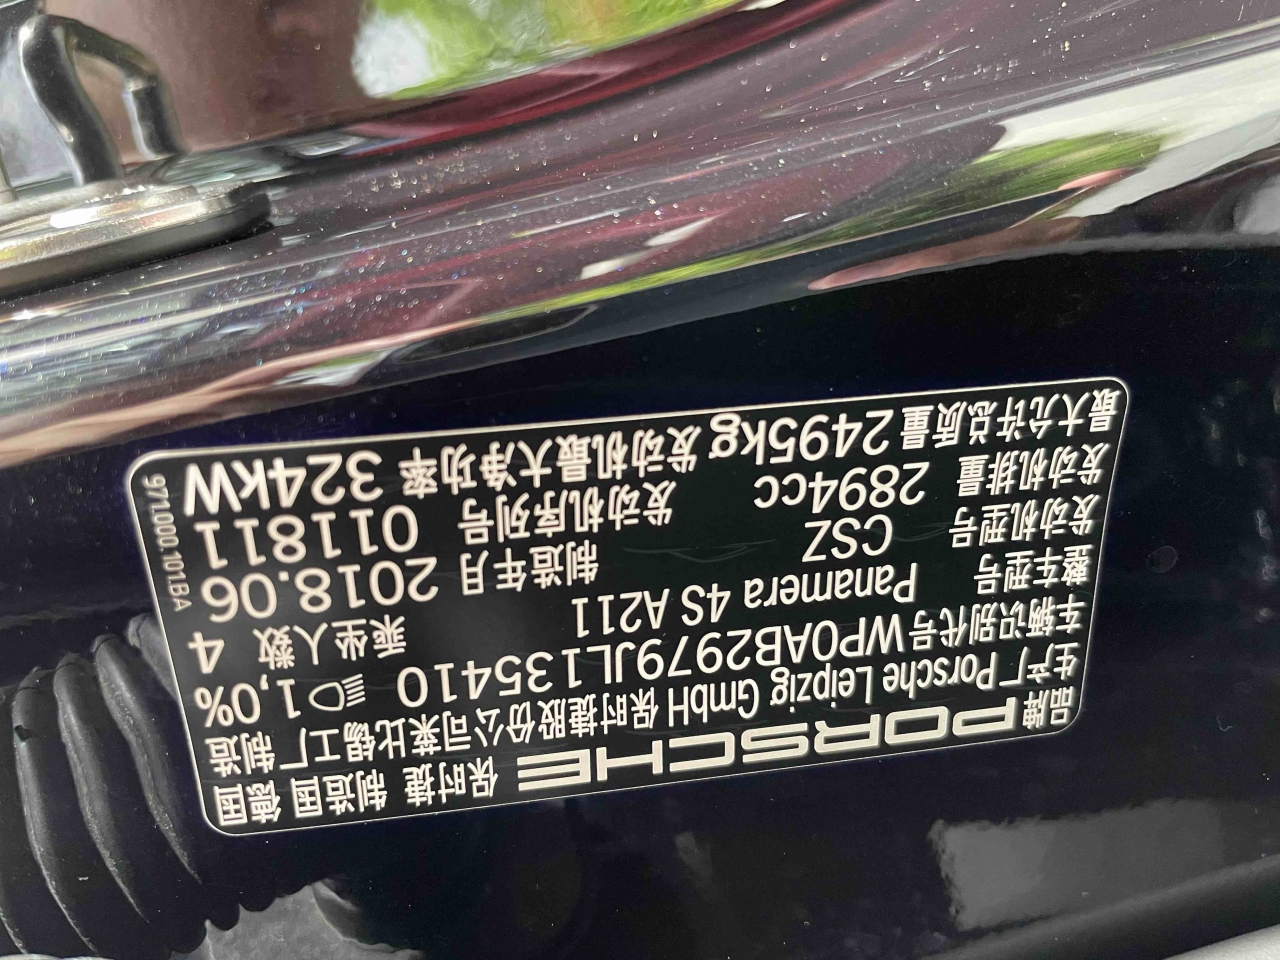 品牌 PORSCHE 保时捷 制造国 德国
生产厂 Porsche Leipzig GmbH 保时捷股份公司莱比锡工厂 制造
车辆识别代号 WP0AB2979JL135410 1,0%
整车型号 Panamera 4S A211 乘坐人数 4
发动机型号 CSZ 制造年月 2018.06
发动机排量 2894cc 发动机序列号 011811
最大允许总质量 2495kg 发动机最大净功率 324kW
971.000.101.BA